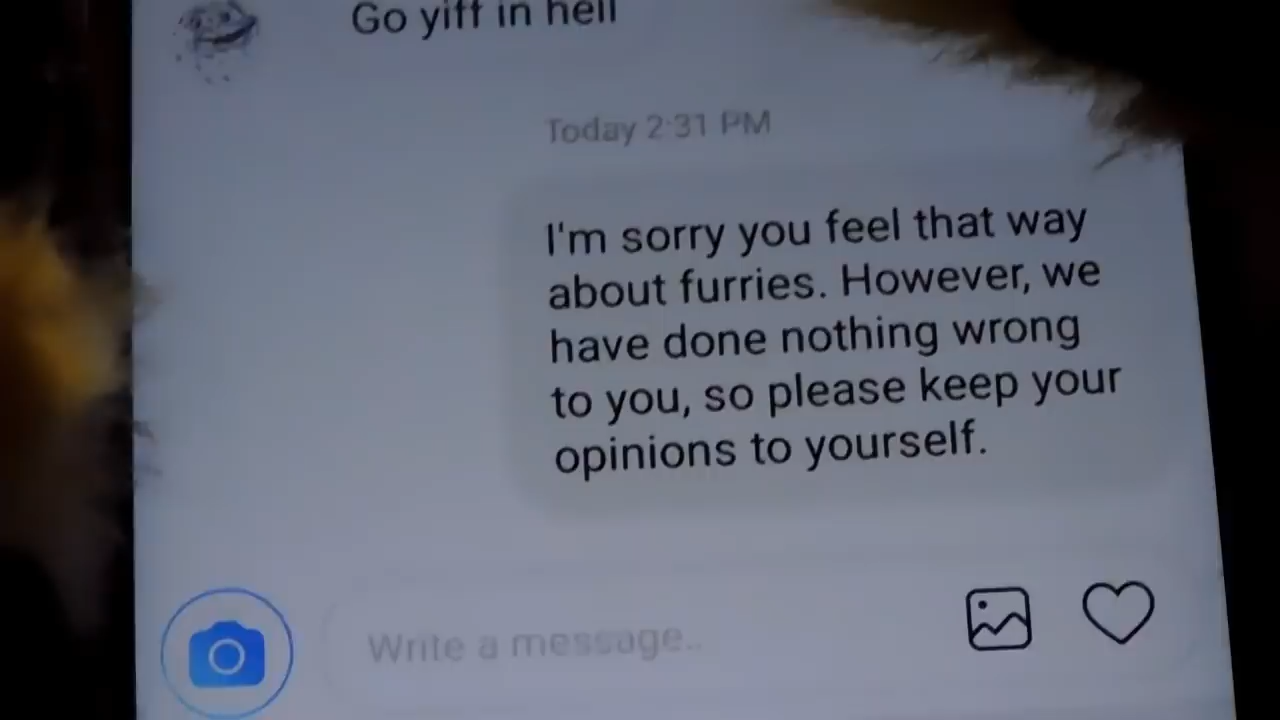 Go yiff in hell
Today 2:31 PM
I'm sorry you feel that way
about furries. However, we
have done nothing wrong
to you, so please keep your
opinions to yourself.
Write a message..